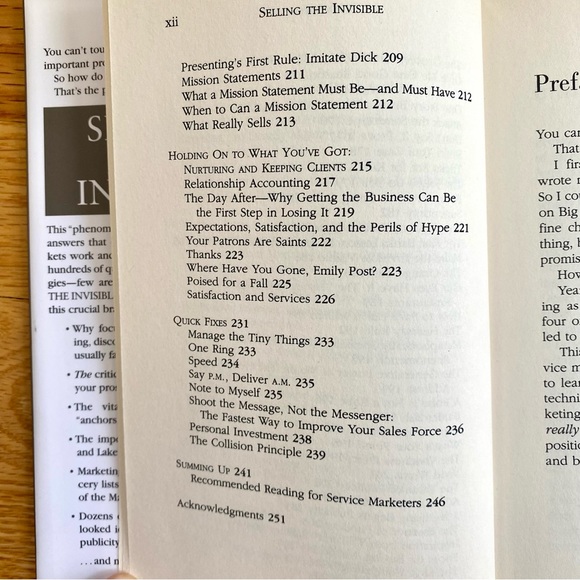 You can't tou
important pr
So how do
That's the p
S
IN
This "phenom
answers that
kets work and
hundreds of q
gies—few are
THE INVISIBL
this crucial br
• Why foc
ing, disc
usually fa
• The critic
your pro
• The vita
"anchors
• The impo
and Lake
• Marketin
cery lists
of the Ma
• Dozens
looked i
publicity
...and n
xii
SELLING THE INVISIBLE
Presenting's First Rule: Imitate Dick 209
Mission Statements 211
What a Mission Statement Must Be—and Must Have 212
When to Can a Mission Statement 212
What Really Sells 213
HOLDING ON TO WHAT YOU'VE GOT:
NURTURING AND KEEPING CLIENTS 215
Relationship Accounting 217
The Day After—Why Getting the Business Can Be
the First Step in Losing It 219
Expectations, Satisfaction, and the Perils of Hype 221
Your Patrons Are Saints 222
Thanks 223
Where Have You Gone, Emily Post? 223
Poised for a Fall 225
Satisfaction and Services 226
QUICK FIXES 231
Manage the Tiny Things 233
One Ring 233
Speed 234
Say P.M., Deliver A.M. 235
Note to Myself 235
Shoot the Message, Not the Messenger:
The Fastest Way to Improve Your Sales Force 236
Personal Investment 238
The Collision Principle 239
SUMMING UP 241
Recommended Reading for Service Marketers 246
Acknowledgments 251
Pref
You can
That
I fir
wrote m
So I cou
on Big
fine ch
thing, b
promis
How
Yea
ing as
four o
led to
This
vice m
to lear
techni
keting
really
positio
and b